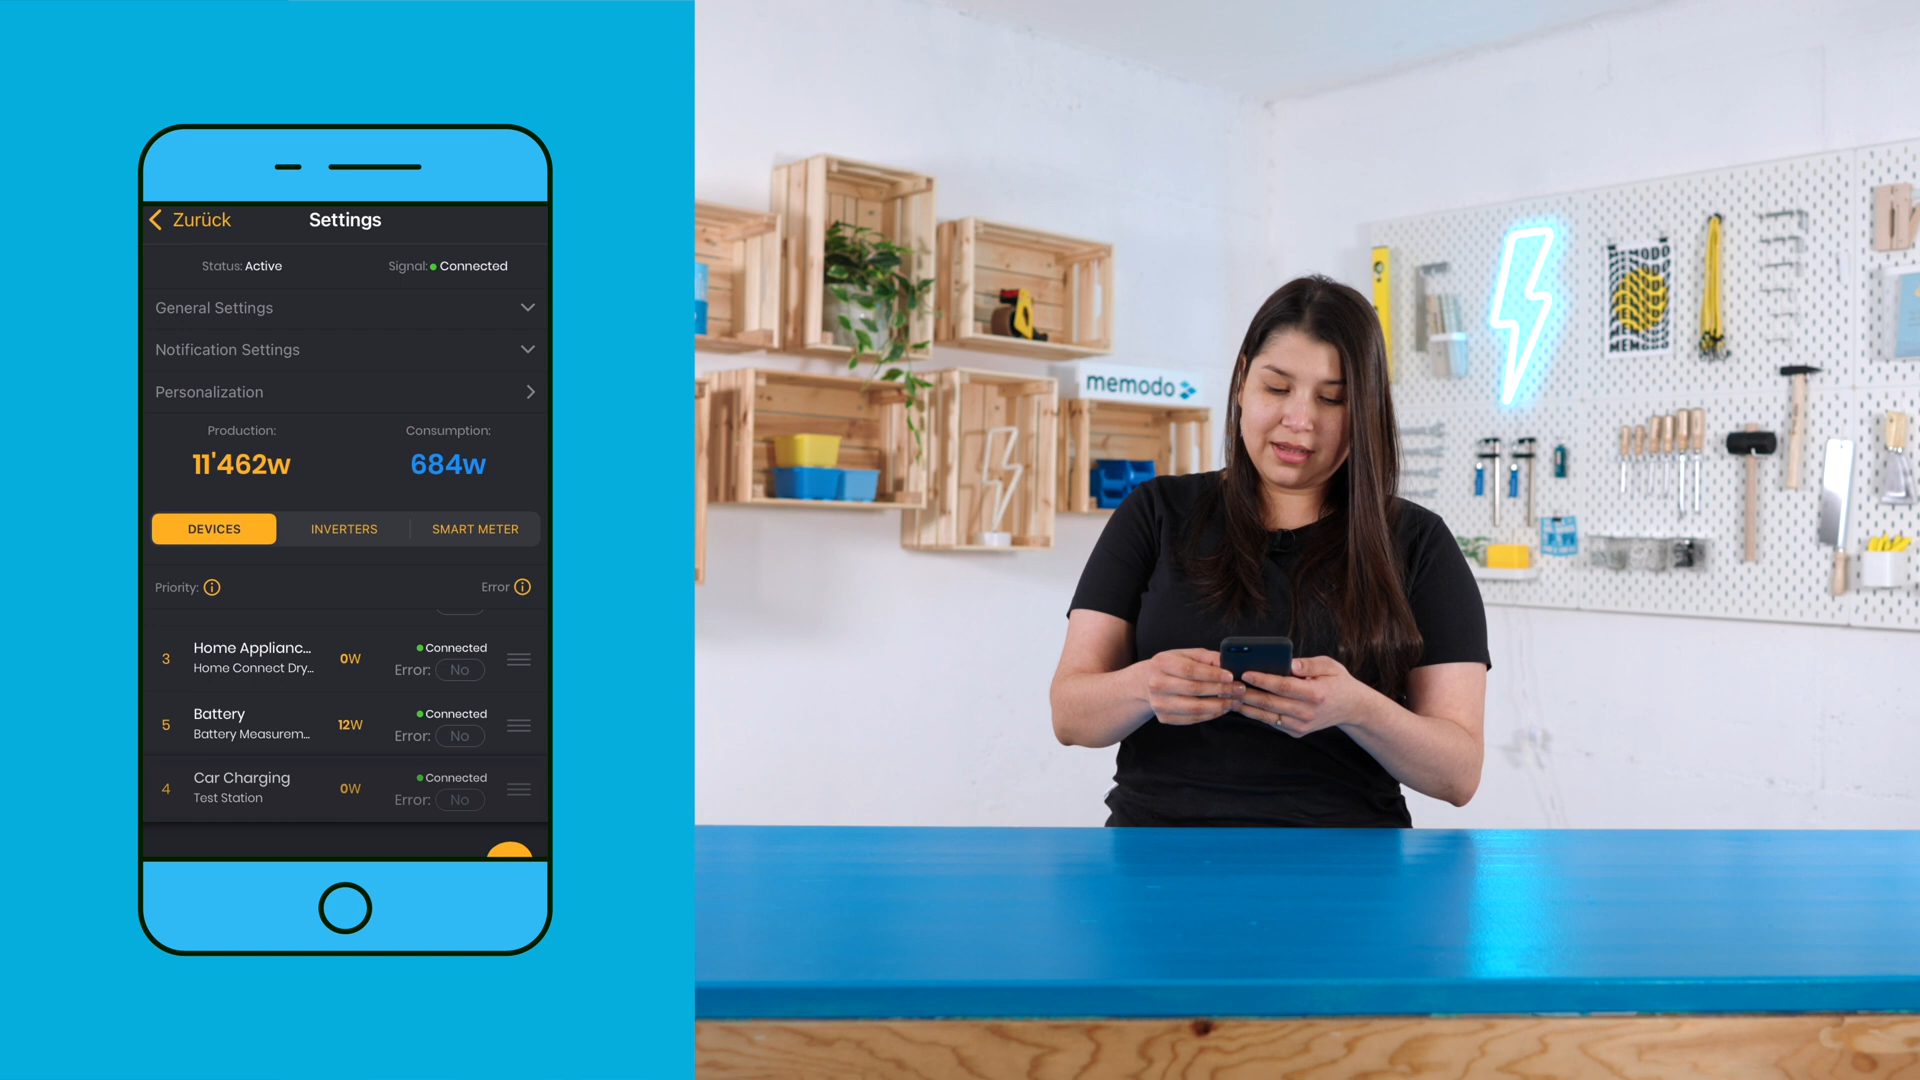 Zurück
Settings
Status: Active
Signal: Connected
General Settings
Notification Settings
Personalization
Production:
Consumption:
11'462w
684w
DEVICES
INVERTERS
SMART METER
Priority:
Error
3
Home Applianc...
Home Connect Dry...
0W
Connected
Error: No
5
Battery
Battery Measurem...
12W
Connected
Error: No
4
Car Charging
Test Station
0W
Connected
Error: No
memodo
MEMODO
MEMODO